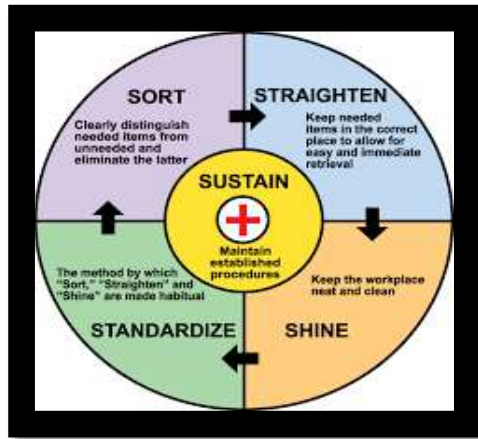 SORT
Clearly distinguish
needed items from
unneeded and
eliminate the latter
STRAIGHTEN
Keep needed
items in the correct
place to allow for
easy and immediate
retrieval
SUSTAIN
Maintain
established
procedures
The method by which
"Sort," "Straighten" and
"Shine" are made habitual
STANDARDIZE
Keep the workplace
neat and clean
SHINE